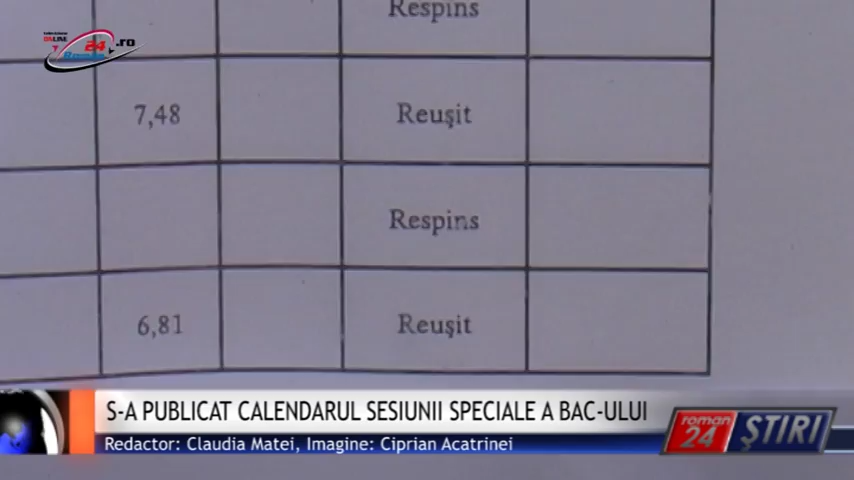 Respins
24.ro
ONLINE
7,48 Reuşit
Respins
6,81 Reuşit
S-A PUBLICAT CALENDARUL SESIUNII SPECIALE A BAC-ULUI
Redactor: Claudia Matei, Imagine: Ciprian Acatrinei
roman
24 ŞTIRI